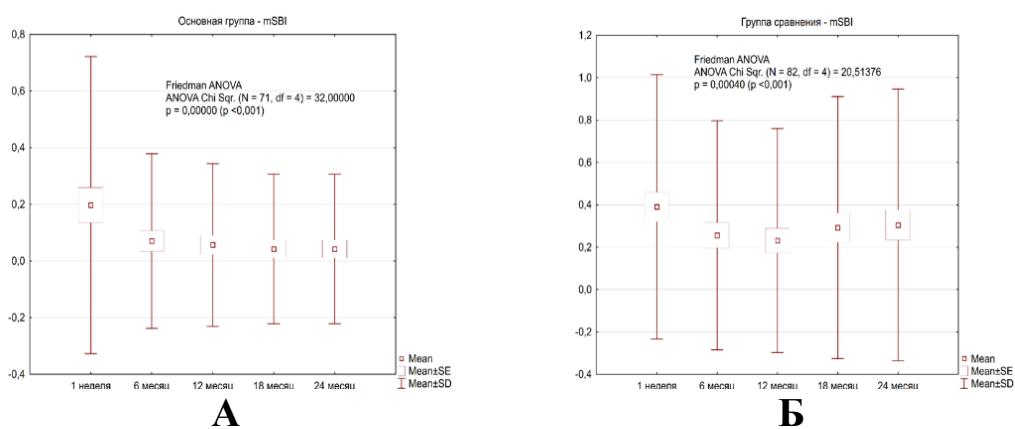 Основная группа - mSBI
0,8
0,6
0,4
0,2
0,0
-0,2
-0,4
Friedman ANOVA
ANOVA Chi Sqr. (N = 71, df = 4) = 32,00000
p = 0,00000 (p <0,001)
1 неделя 6 месяц 12 месяц 18 месяц 24 месяц
Mean
Mean±SE
Mean±SD
А
Группа сравнения - mSBI
1,2
1,0
0,8
0,6
0,4
0,2
0,0
-0,2
-0,4
Friedman ANOVA
ANOVA Chi Sqr. (N = 82, df = 4) = 20,51376
p = 0,00040 (p <0,001)
1 неделя 6 месяц 12 месяц 18 месяц 24 месяц
Mean
Mean±SE
Mean±SD
Б